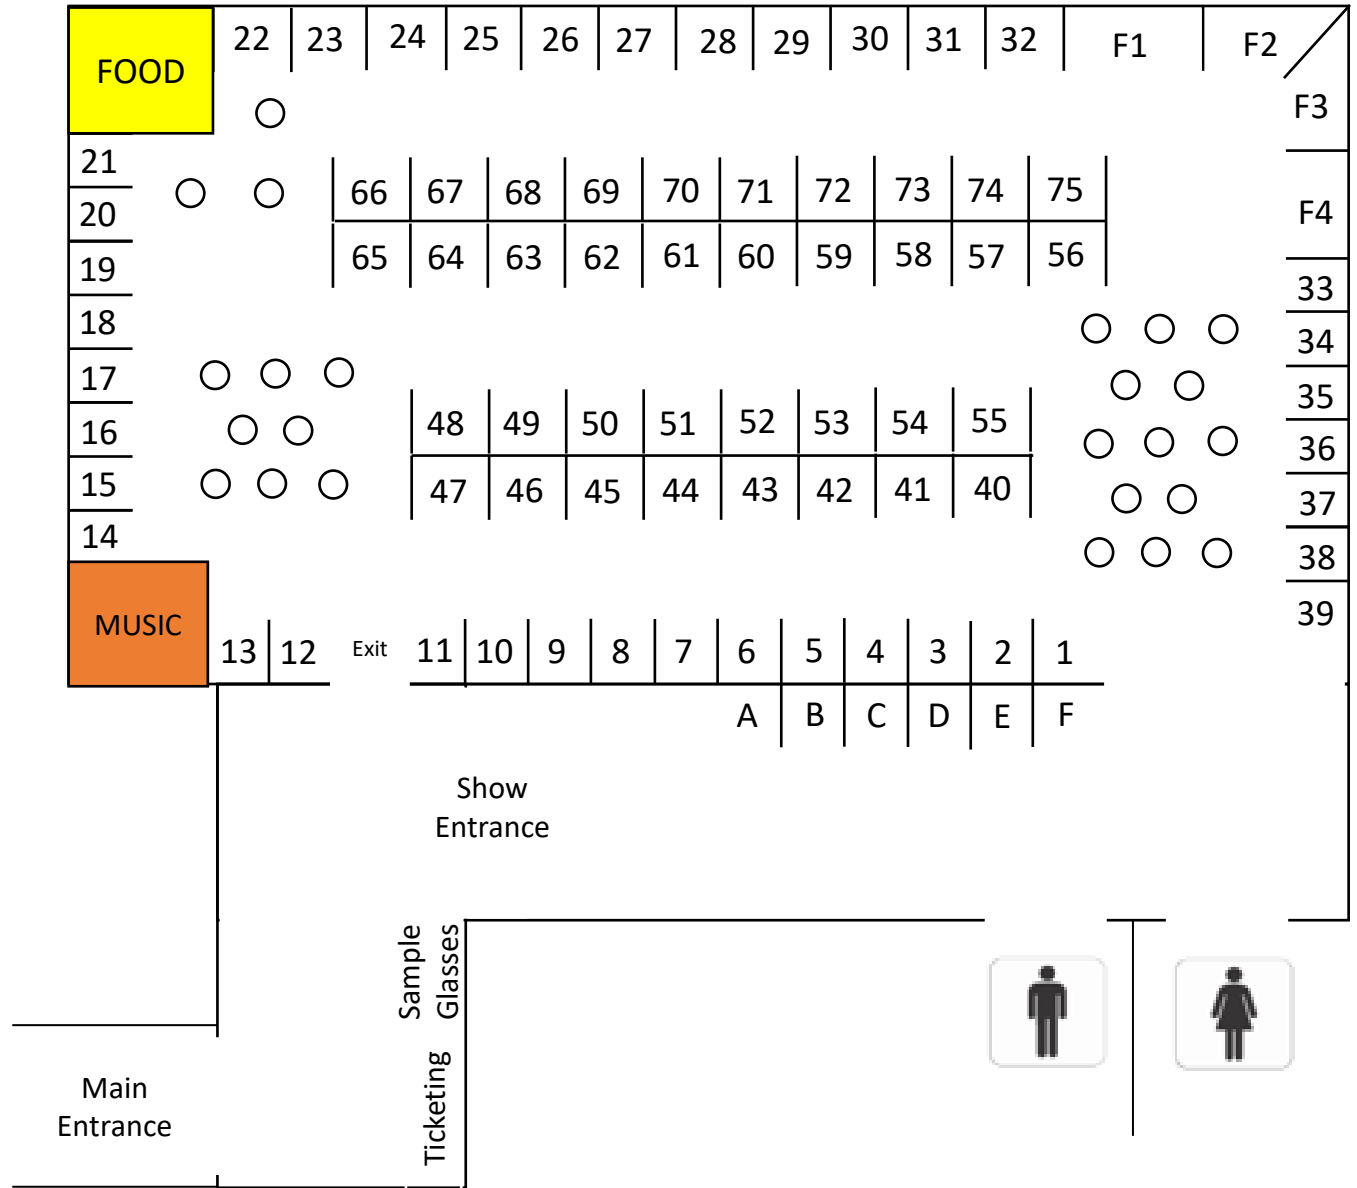 22 23 24 25 26 27 28 29 30 31 32 F1 F2
FOOD
F3
21
66 67 68 69 70 71 72 73 74 75
20
F4
65 64 63 62 61 60 59 58 57 56
19
33
18
34
17
35
48 49 50 51 52 53 54 55
16
36
15
47 46 45 44 43 42 41 40
37
14
38
MUSIC
39
13 12 Exit 11 10 9 8 7 6 5 4 3 2 1
A B C D E F
Show
Entrance
Sample
Glasses
Ticketing
Main
Entrance